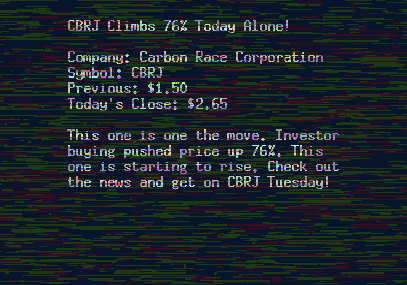 CBRJ Climbs 76% Today Alone!
Company: Carbon Race Corporation
Symbol: CBRJ
Previous: $1.50
Today's Close: $2.65
This one is one the move. Investor
buying pushed price up 76%. This
one is starting to rise. Check out
the news and get on CBRJ Tuesday!